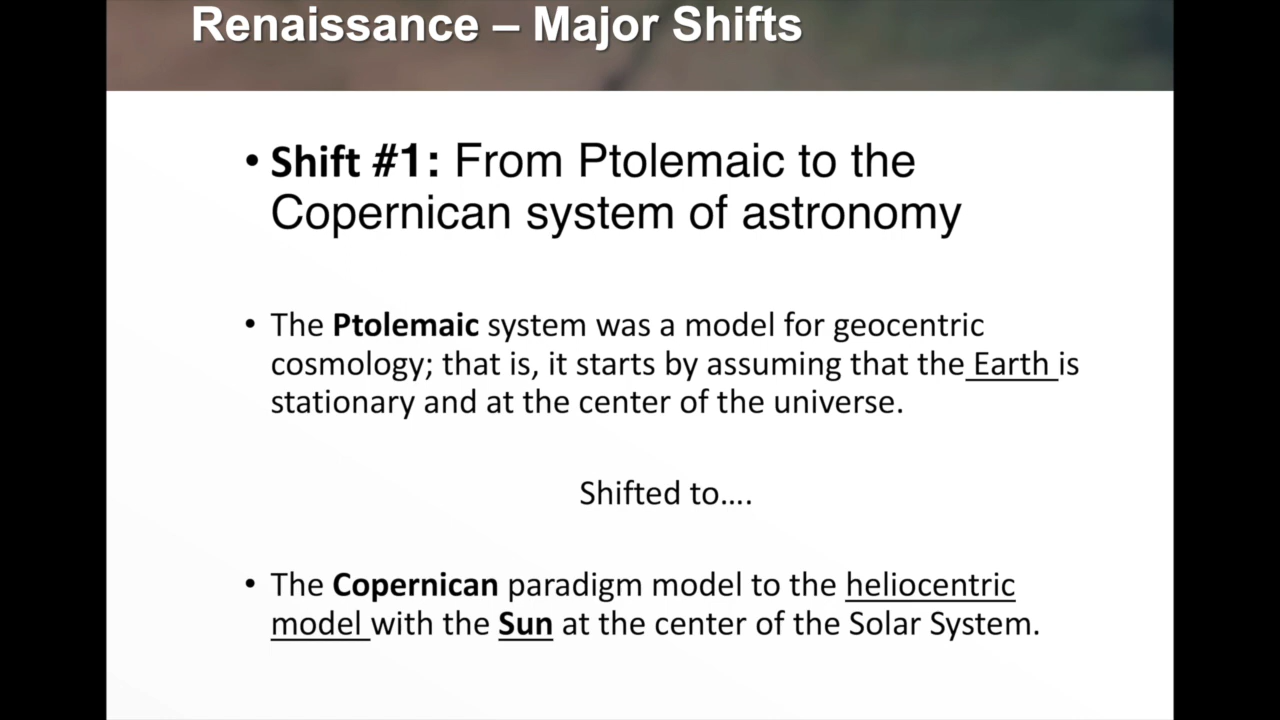 Renaissance – Major Shifts
• Shift #1: From Ptolemaic to the
Copernican system of astronomy
• The Ptolemaic system was a model for geocentric
cosmology; that is, it starts by assuming that the Earth is
stationary and at the center of the universe.
Shifted to….
• The Copernican paradigm model to the heliocentric
model with the Sun at the center of the Solar System.